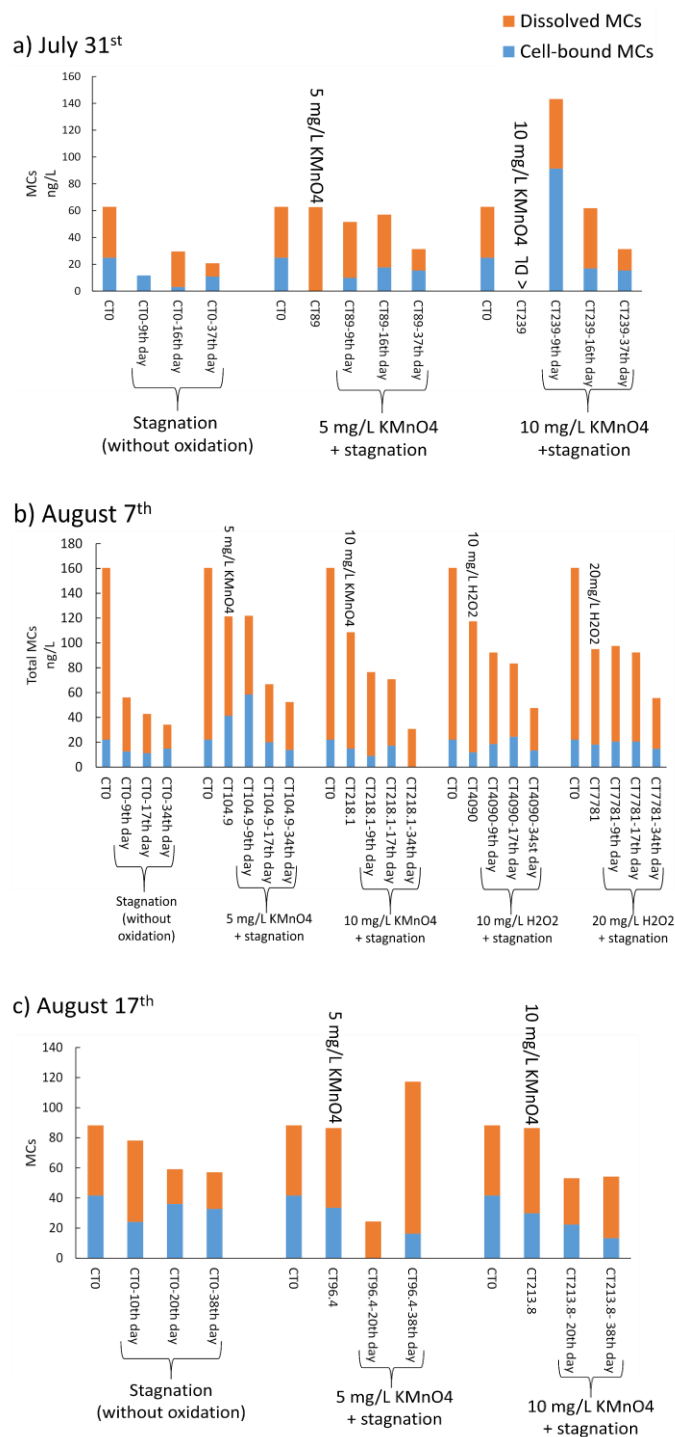 Dissolved MCs
Cell-bound MCs
a) July 31st
MCs
ng/L
160
140
120
100
80
60
40
20
0
5 mg/L KMnO4
10 mg/L KMnO4
< DL
CT0
CT0-9th day
CT0-16th day
CT0-37th day
CT0
CT89
CT89-9th day
CT89-16th day
CT89-37th day
CT0
CT239
CT239-9th day
CT239-16th day
CT239-37th day
Stagnation
(without oxidation)
5 mg/L KMnO4
+ stagnation
10 mg/L KMnO4
+stagnation
b) August 7th
Total MCs
ng/L
180
160
140
120
100
80
60
40
20
0
5 mg/L KMnO4
10 mg/L KMnO4
10 mg/L H2O2
20mg/L H2O2
CT0
CT0-9th day
CT0-17th day
CT0-34th day
CT0
CT104.9
CT104.9-9th day
CT104.9-17th day
CT104.9-34th day
CT0
CT218.1
CT218.1-9th day
CT218.1-17th day
CT218.1-34th day
CT0
CT4090
CT4090-9th day
CT4090-17th day
CT4090-34st day
CT0
CT7781
CT7781-9th day
CT7781-17th day
CT7781-34th day
Stagnation
(without
oxidation)
5 mg/L KMnO4
+ stagnation
10 mg/L KMnO4
+ stagnation
10 mg/L H2O2
+ stagnation
20 mg/L H2O2
+ stagnation
c) August 17th
MCs
140
120
100
80
60
40
20
0
5 mg/L KMnO4
10 mg/L KMnO4
CT0
CT0-10th day
CT0-20th day
CT0-38th day
CT0
CT96.4
CT96.4-20th day
CT96.4-38th day
CT0
CT213.8
CT213.8- 20th day
CT213.8- 38th day
Stagnation
(without oxidation)
5 mg/L KMnO4
+ stagnation
10 mg/L KMnO4
+ stagnation